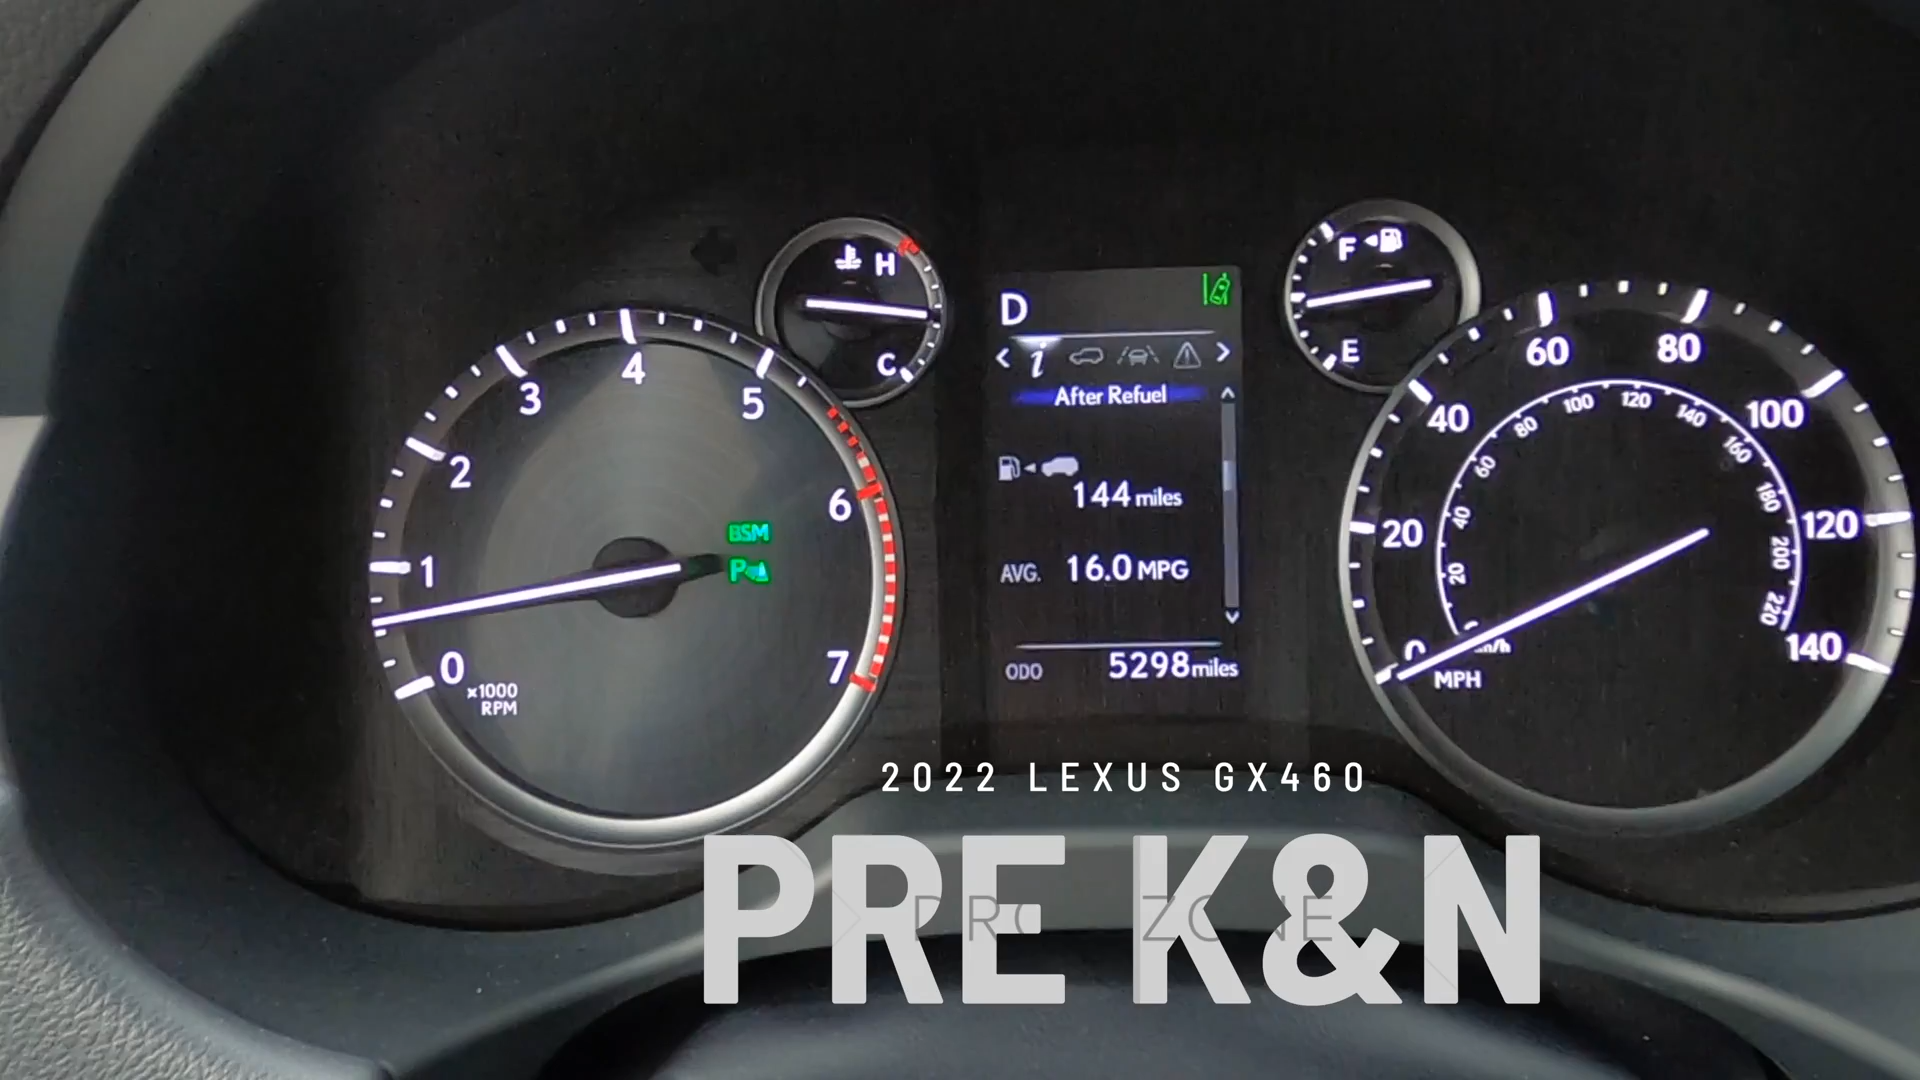 H
C
F
E
D
i
After Refuel
144 miles
AVG. 16.0 MPG
ODO 5298 miles
0
1
2
3
4
5
6
7
x1000
RPM
BSM
P
0
20
40
60
80
100
120
140
MPH
20
40
60
80
100
120
140
160
180
200
220
2022 LEXUS GX460
PRE K&N